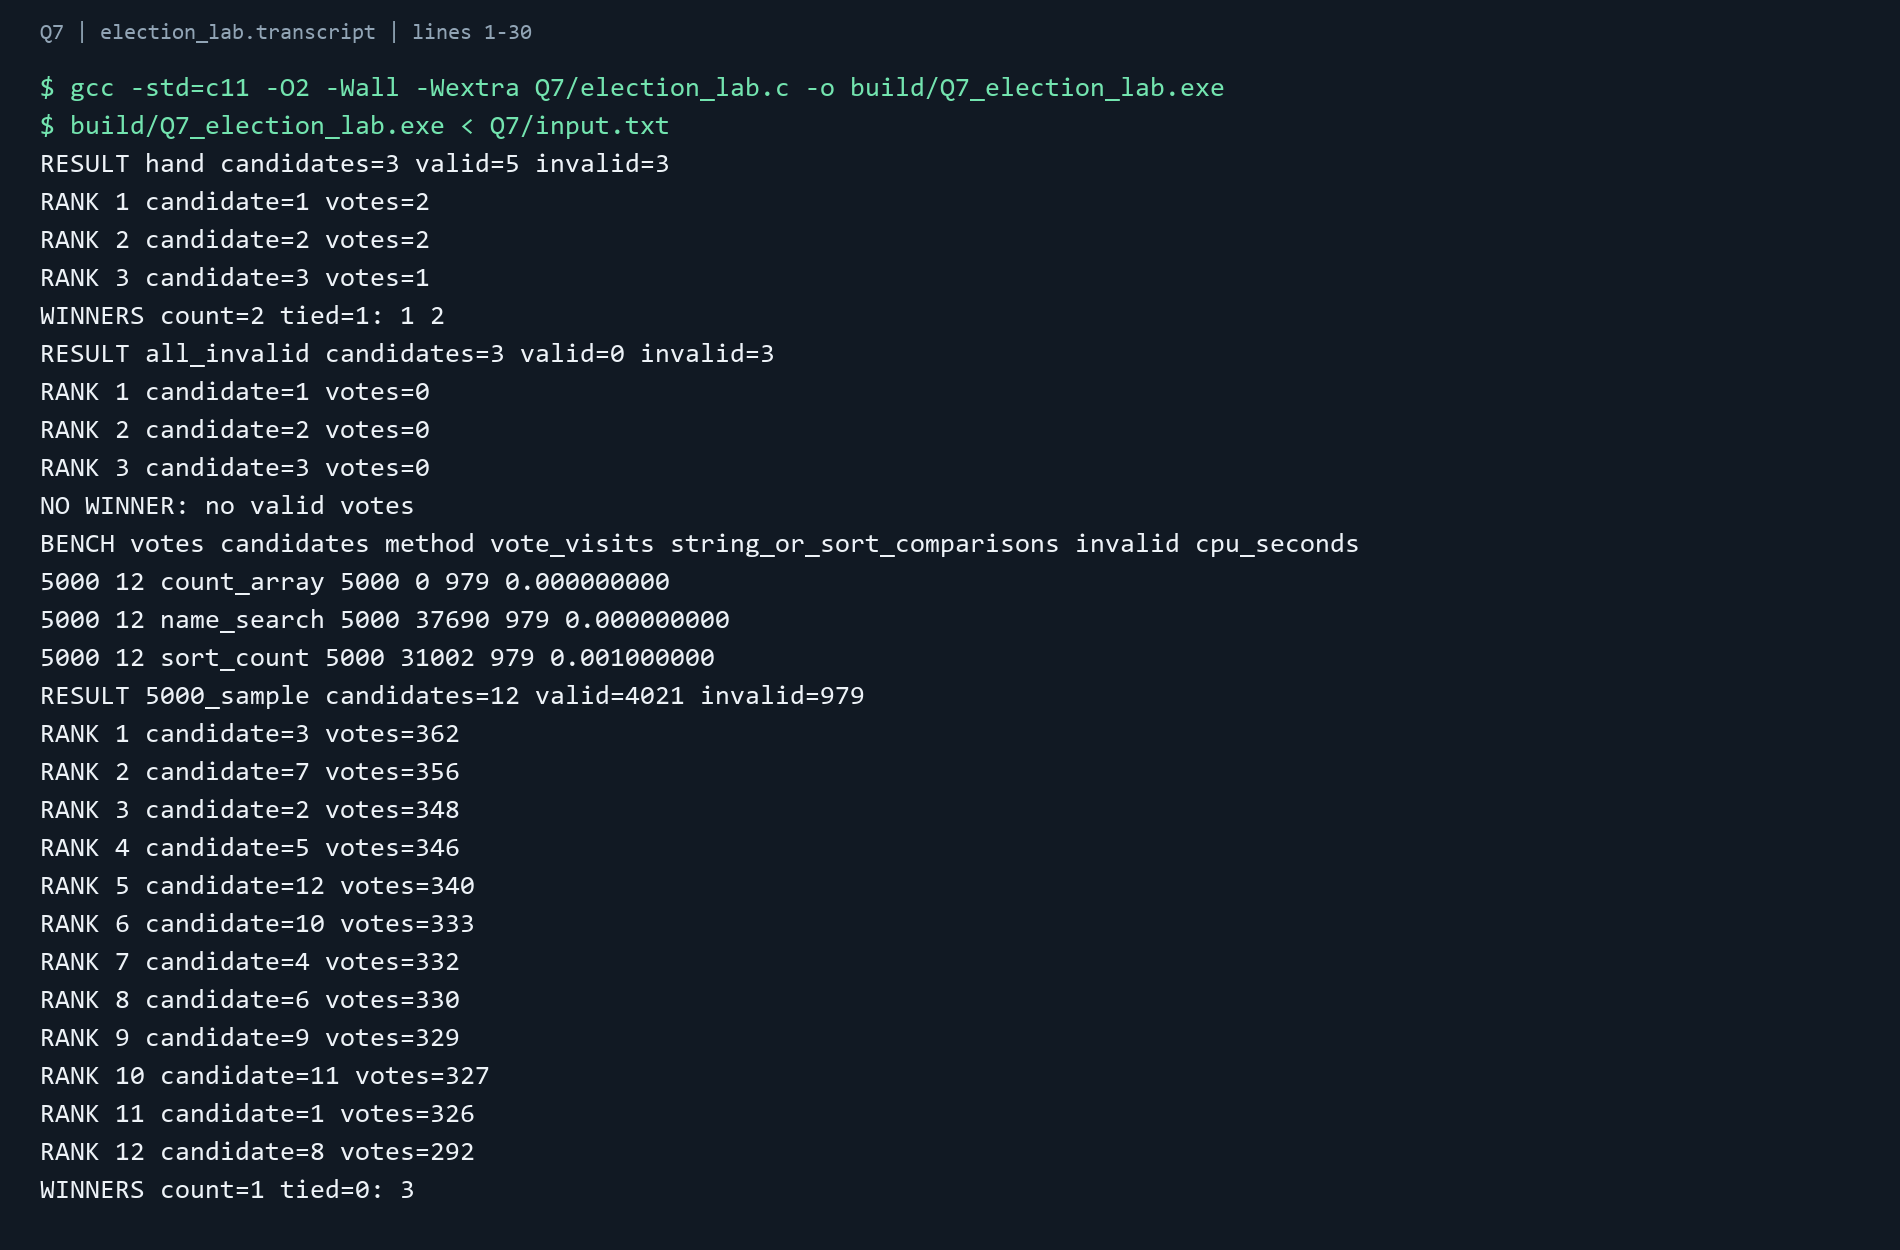 Q7 | election_lab.transcript | lines 1-30
$ gcc -std=c11 -O2 -Wall -Wextra Q7/election_lab.c -o build/Q7_election_lab.exe
$ build/Q7_election_lab.exe < Q7/input.txt
RESULT hand candidates=3 valid=5 invalid=3
RANK 1 candidate=1 votes=2
RANK 2 candidate=2 votes=2
RANK 3 candidate=3 votes=1
WINNERS count=2 tied=1: 1 2
RESULT all_invalid candidates=3 valid=0 invalid=3
RANK 1 candidate=1 votes=0
RANK 2 candidate=2 votes=0
RANK 3 candidate=3 votes=0
NO WINNER: no valid votes
BENCH votes candidates method vote_visits string_or_sort_comparisons invalid cpu_seconds
5000 12 count_array 5000 0 979 0.000000000
5000 12 name_search 5000 37690 979 0.000000000
5000 12 sort_count 5000 31002 979 0.001000000
RESULT 5000_sample candidates=12 valid=4021 invalid=979
RANK 1 candidate=3 votes=362
RANK 2 candidate=7 votes=356
RANK 3 candidate=2 votes=348
RANK 4 candidate=5 votes=346
RANK 5 candidate=12 votes=340
RANK 6 candidate=10 votes=333
RANK 7 candidate=4 votes=332
RANK 8 candidate=6 votes=330
RANK 9 candidate=9 votes=329
RANK 10 candidate=11 votes=327
RANK 11 candidate=1 votes=326
RANK 12 candidate=8 votes=292
WINNERS count=1 tied=0: 3